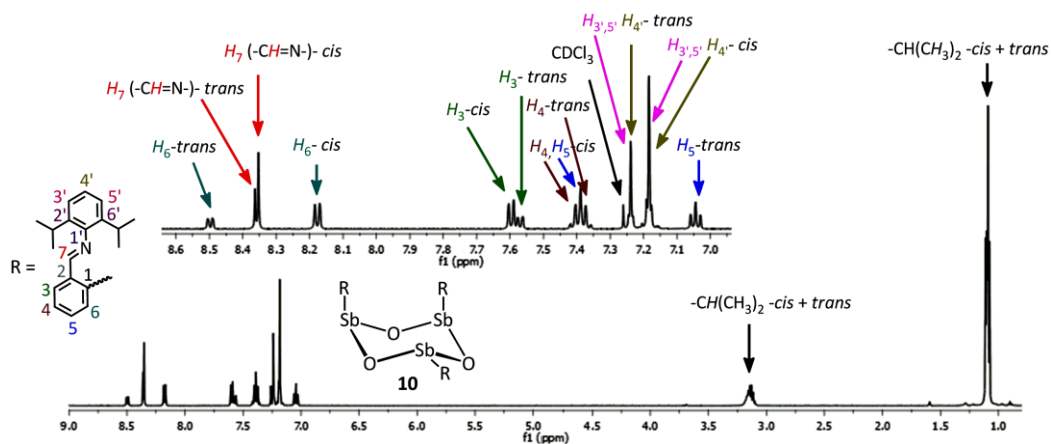 H3',5' H4'- trans
H7 (-CH=N-)- cis
CDCl3
H3',5' H4'- cis
-CH(CH3)2 -cis + trans
H7 (-CH=N-)- trans
H3- trans
H3-cis
H4-trans
H6-trans
H6- cis
H4, H5- cis
H5-trans
8.6 8.5 8.4 8.3 8.2 8.1 8.0 7.9 7.8 7.7 7.6 7.5 7.4 7.3 7.2 7.1 7.0
f1 (ppm)
4'
3' 5'
2' 6'
1'
7 N
R =
2 1
3 6
4
5
-CH(CH3)2 -cis + trans
R R
Sb O Sb
O Sb O
R
10
9.0 8.5 8.0 7.5 7.0 6.5 6.0 5.5 5.0 4.5 4.0 3.5 3.0 2.5 2.0 1.5 1.0
f1 (ppm)